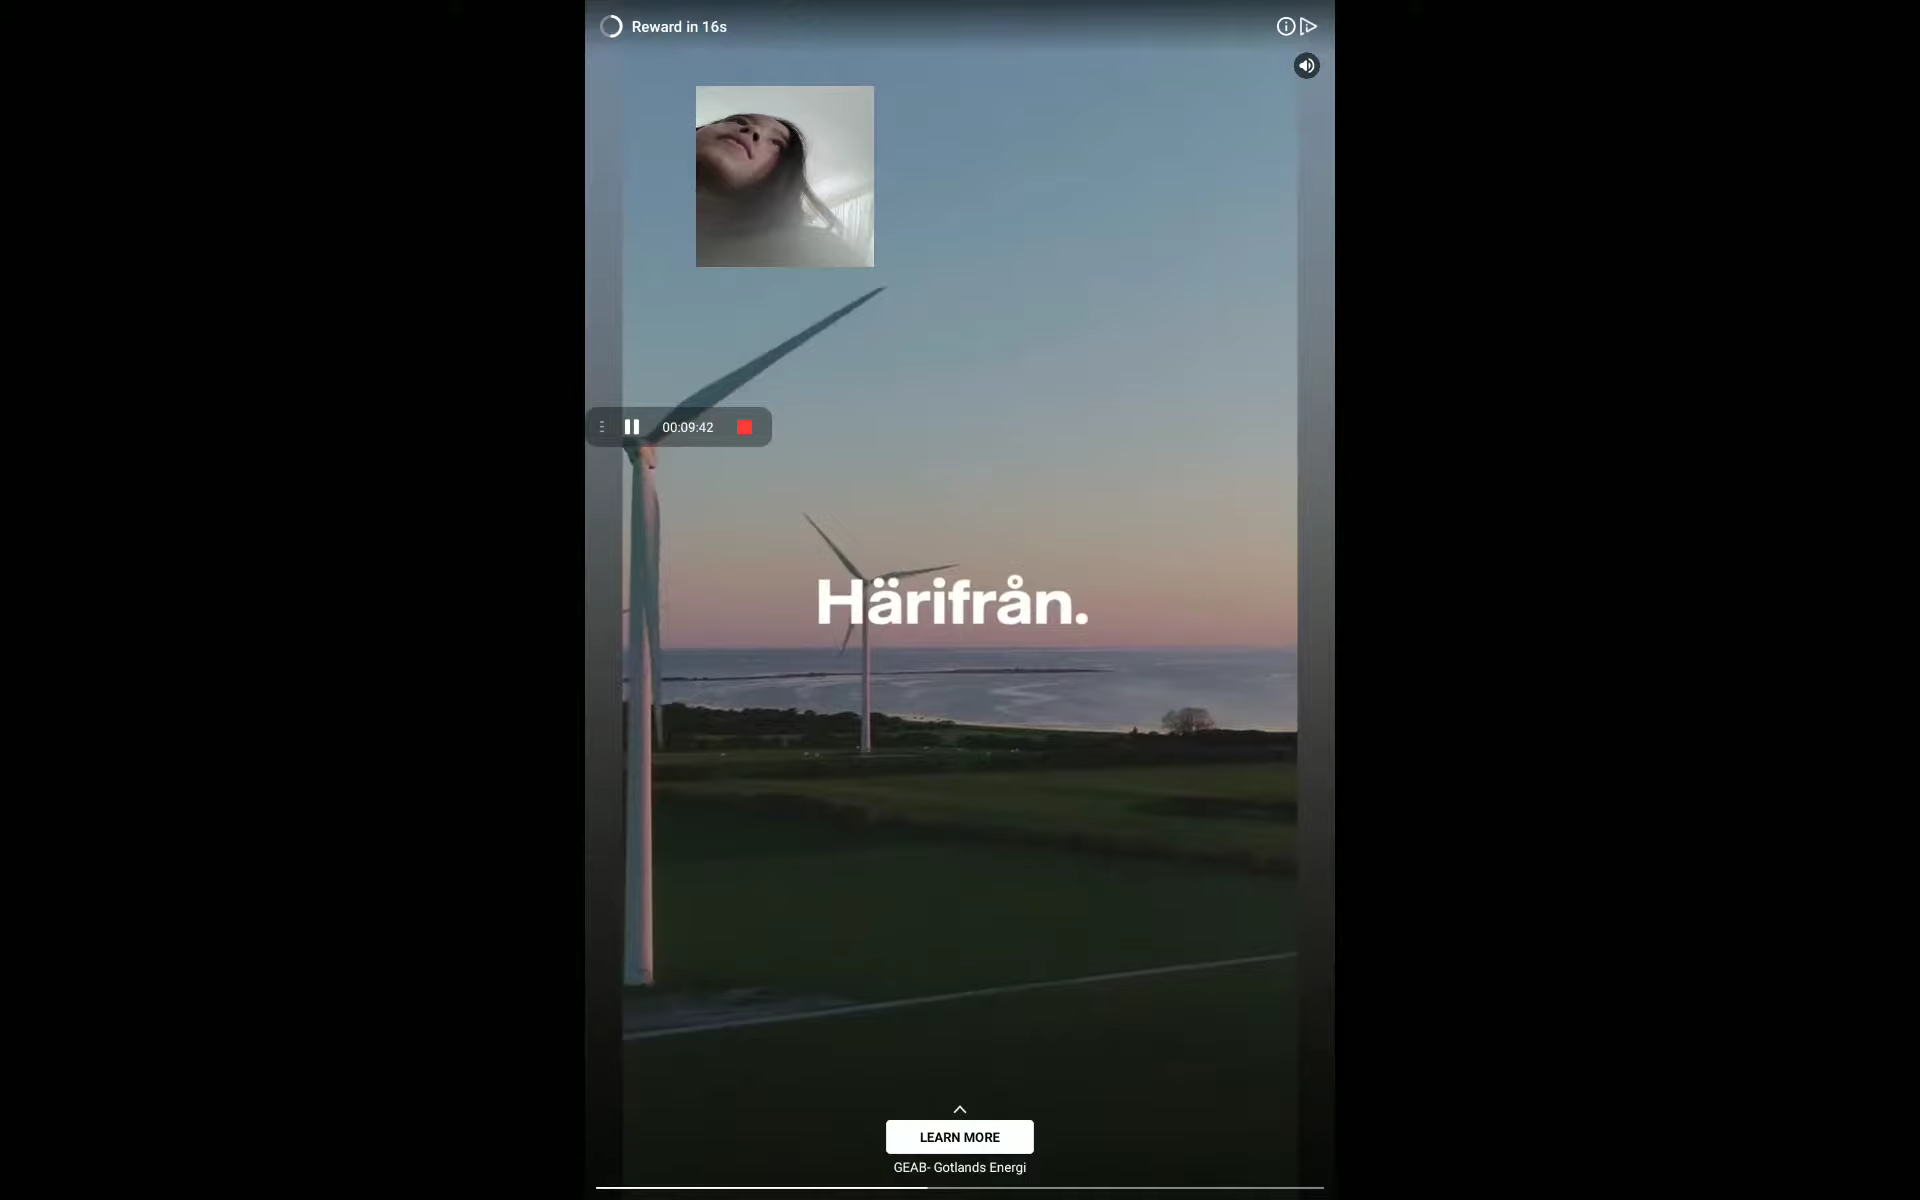 Reward in 16s
00:09:42
Härifrån.
LEARN MORE
GEAB- Gotlands Energi